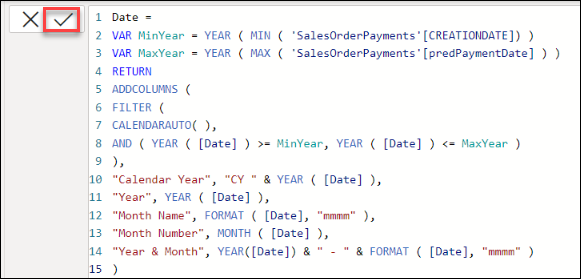 1 Date =
2 VAR MinYear = YEAR ( MIN ( 'SalesOrderPayments'[CREATIONDATE]) )
3 VAR MaxYear = YEAR ( MAX ( 'SalesOrderPayments'[predPaymentDate] ) )
4 RETURN
5 ADDCOLUMNS (
6 FILTER (
7 CALENDARAUTO( ),
8 AND ( YEAR ( [Date] ) >= MinYear, YEAR ( [Date] ) <= MaxYear )
9 ),
10 "Calendar Year", "CY " & YEAR ( [Date] ),
11 "Year", YEAR ( [Date] ),
12 "Month Name", FORMAT ( [Date], "mmmm" ),
13 "Month Number", MONTH ( [Date] ),
14 "Year & Month", YEAR([Date]) & " - " & FORMAT ( [Date], "mmmm" )
15 )